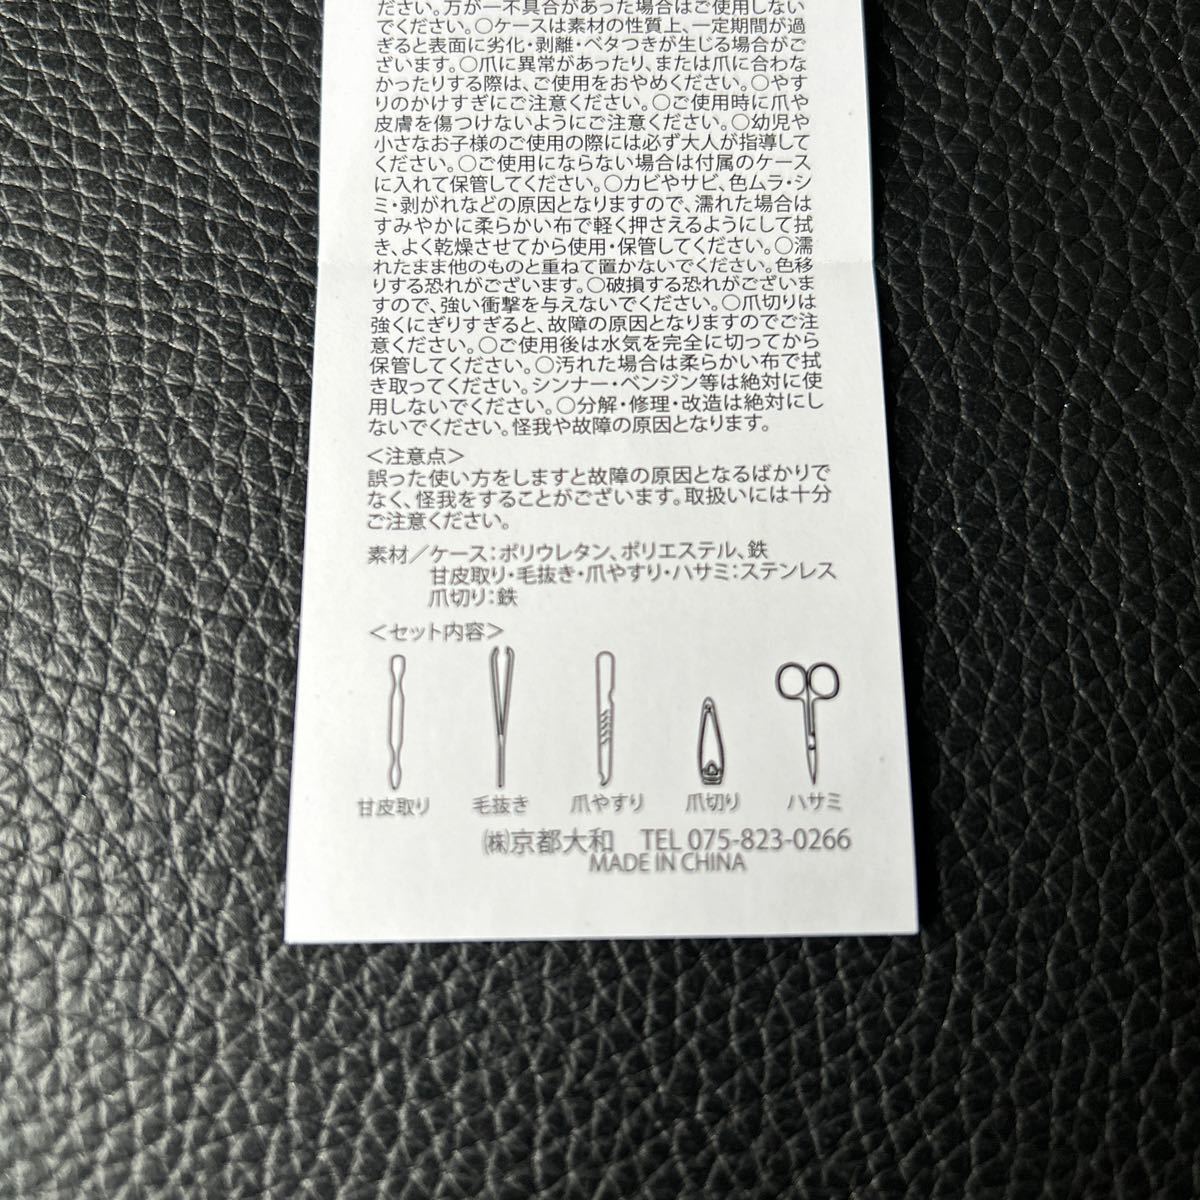 ださい。万が一不具合があった場合はご使用しない
でください。○ケースは素材の性質上、一定期間が過
ぎると表面に劣化・剥離・ベタつきが生じる場合がご
ざいます。○爪に異常があったり、または爪に合わな
かったりする際は、ご使用をおやめください。○やす
りのかけすぎにご注意ください。○ご使用時に爪や
皮膚を傷つけないようにご注意ください。○幼児や
小さなお子様のご使用の際には必ず大人が指導して
ください。○ご使用にならない場合は付属のケース
に入れて保管してください。○カビやサビ、色ムラ・シ
ミ・剥がれなどの原因となりますので、濡れた場合は
すみやかに柔らかい布で軽く押さえるようにして拭
き、よく乾燥させてから使用・保管してください。○濡
れたまま他のものと重ねて置かないでください。色移
りする恐れがございます。○破損する恐れがございま
すので、強い衝撃を与えないでください。○爪切りは
強くにぎりすぎると、故障の原因となりますのでご注
意ください。○ご使用後は水気を完全に切ってから
保管してください。○汚れた場合は柔らかい布で拭
き取ってください。シンナー・ベンジン等は絶対に使
用しないでください。○分解・修理・改造は絶対にし
ないでください。怪我や故障の原因となります。
＜注意点＞
誤った使い方をしますと故障の原因となるばかりで
なく、怪我をすることがございます。取扱いには十分
ご注意ください。
素材／ケース：ポリウレタン、ポリエステル、鉄
甘皮取り・毛抜き・爪やすり・ハサミ：ステンレス
爪切り：鉄
＜セット内容＞
甘皮取り 毛抜き 爪やすり 爪切り ハサミ
㈱京都大和 TEL 075-823-0266
MADE IN CHINA